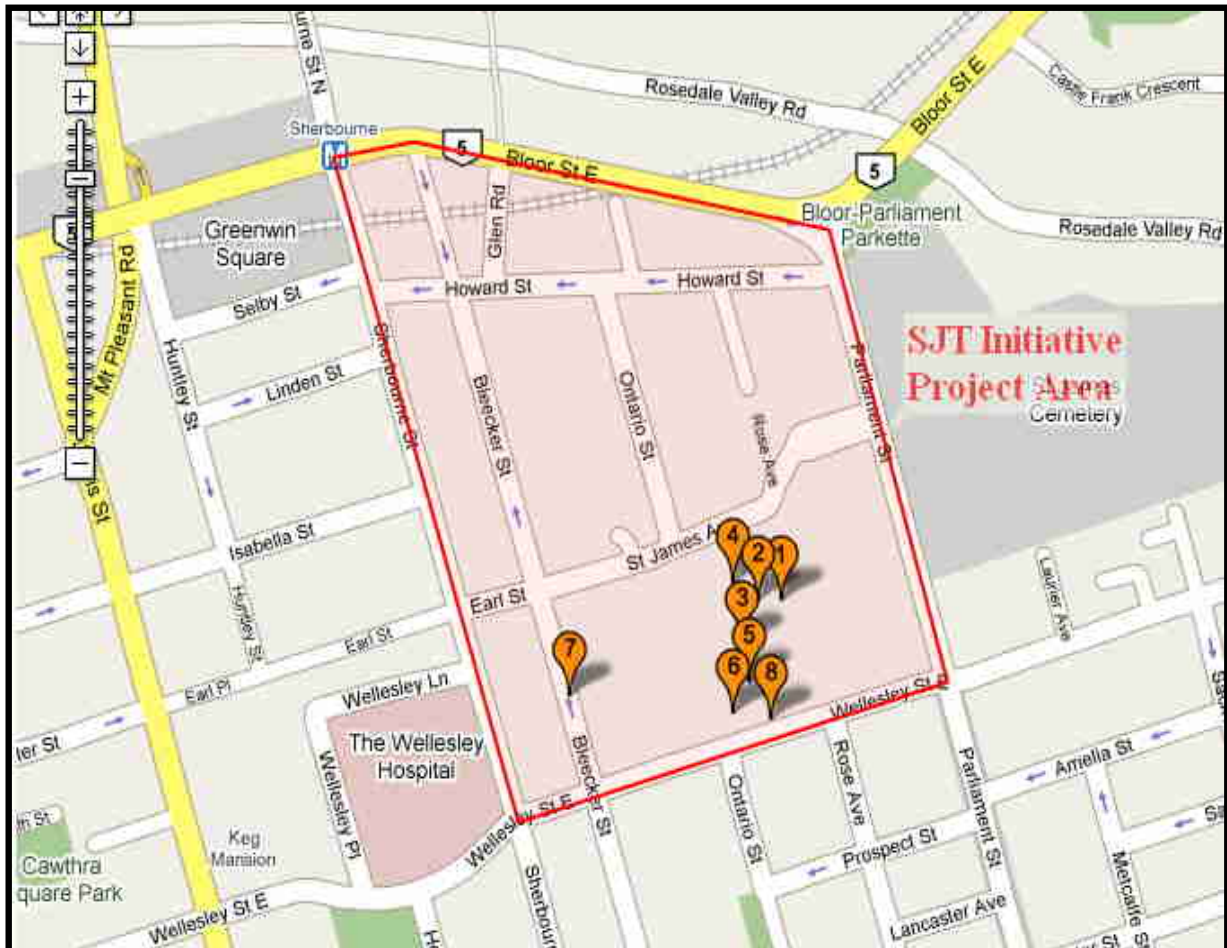 urne St N
Sherbourne
5
Bloor St E
Rosedale Valley Rd
Bloor St E
Castle Frank Crescent
5
Bloor-Parliament
Parkette
Rosedale Valley Rd
Greenwin
Square
Mt Pleasant Rd
Selby St
Glen Rd
Howard St
Howard St
SJT Initiative
Project Area
Cemetery
Huntley St
Linden St
Sherbourne St
Bleecker St
Ontario St
Rose Ave
Parliament St
Isabella St
Huntley St
St James A
4
2
1
3
5
6
8
7
Earl St
Earl St
Earl Pl
Laurier Ave
Wellesley Ln
The Wellesley
Hospital
Wellesley Pl
Wellesley St E
Bleecker St
Wellesley St E
Rose Ave
Ontario St
Parliament St
Amelia St
Prospect St
Metcalfe St
Lancaster Ave
Keg
Mansion
Cawthra
quare Park
Wellesley St E
Sherbour